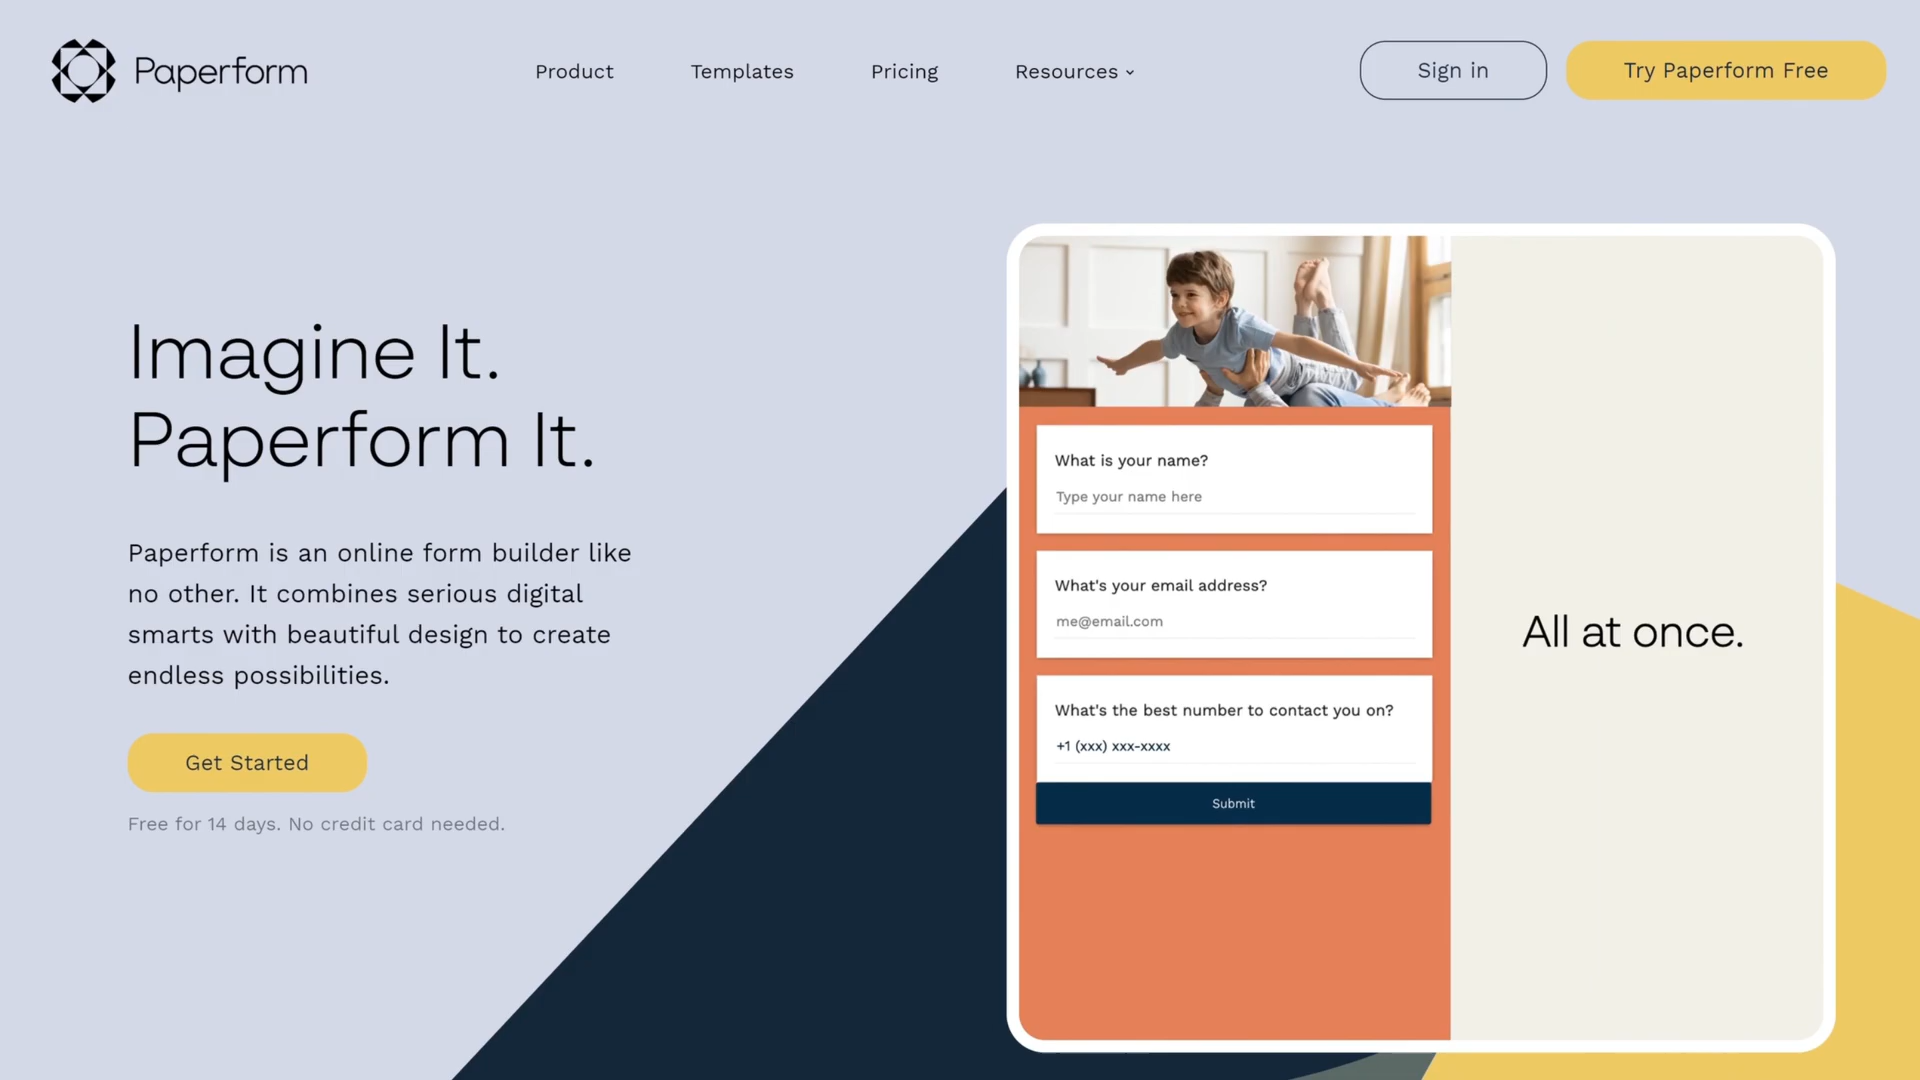 Paperform
Product
Templates
Pricing
Resources
Sign in
Try Paperform Free
Imagine It.
Paperform It.
Paperform is an online form builder like
no other. It combines serious digital
smarts with beautiful design to create
endless possibilities.
Get Started
Free for 14 days. No credit card needed.
What is your name?
Type your name here
What's your email address?
me@email.com
What's the best number to contact you on?
+1 (xxx) xxx-xxxx
Submit
All at once.